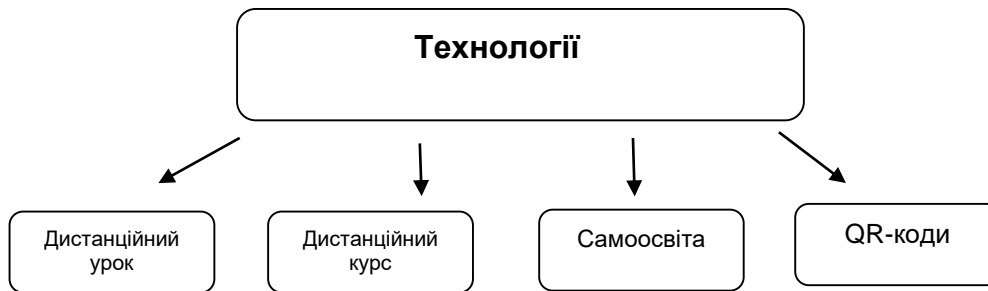 Технології
Дистанційний
урок
Дистанційний
курс
Самоосвіта
QR-коди